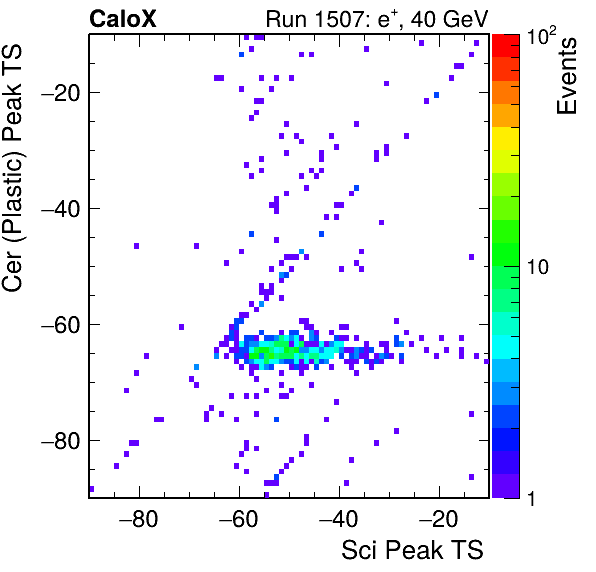 CaloX Run 1507: e⁺, 40 GeV
Cer (Plastic) Peak TS
−20
−40
−60
−80
−80 −60 −40 −20
Sci Peak TS
10²
10
1
Events